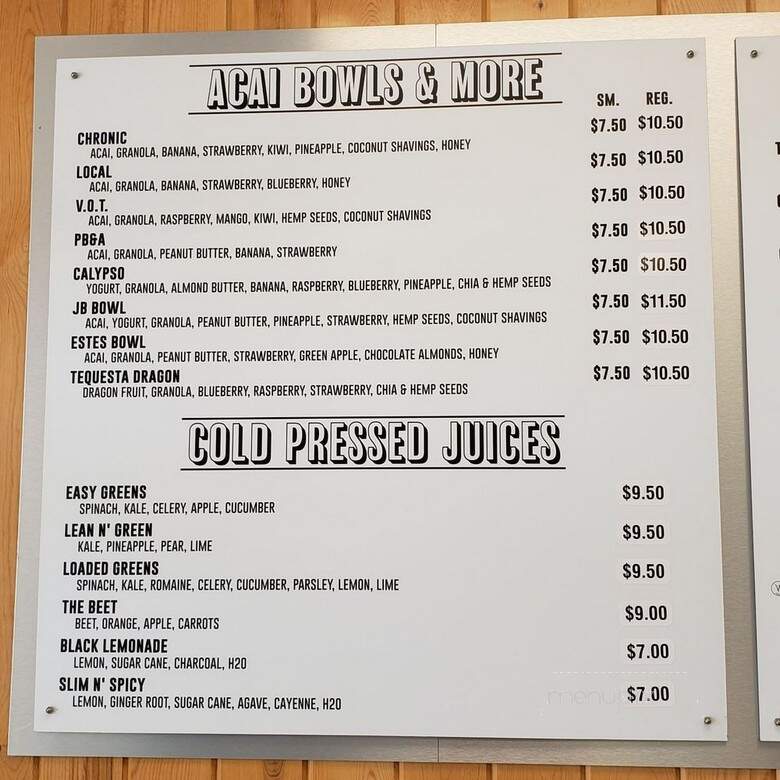 ACAI BOWLS & MORE
SM. REG.
CHRONIC $7.50 $10.50
ACAI, GRANOLA, BANANA, STRAWBERRY, KIWI, PINEAPPLE, COCONUT SHAVINGS, HONEY
LOCAL $7.50 $10.50
ACAI, GRANOLA, BANANA, STRAWBERRY, BLUEBERRY, HONEY
V.O.T. $7.50 $10.50
ACAI, GRANOLA, RASPBERRY, MANGO, KIWI, HEMP SEEDS, COCONUT SHAVINGS
PB&A $7.50 $10.50
ACAI, GRANOLA, PEANUT BUTTER, BANANA, STRAWBERRY
CALYPSO $7.50 $10.50
YOGURT, GRANOLA, ALMOND BUTTER, BANANA, RASPBERRY, BLUEBERRY, PINEAPPLE, CHIA & HEMP SEEDS
JB BOWL $7.50 $11.50
ACAI, YOGURT, GRANOLA, PEANUT BUTTER, PINEAPPLE, STRAWBERRY, HEMP SEEDS, COCONUT SHAVINGS
ESTES BOWL $7.50 $10.50
ACAI, GRANOLA, PEANUT BUTTER, STRAWBERRY, GREEN APPLE, CHOCOLATE ALMONDS, HONEY
TEQUESTA DRAGON $7.50 $10.50
DRAGON FRUIT, GRANOLA, BLUEBERRY, RASPBERRY, STRAWBERRY, CHIA & HEMP SEEDS
COLD PRESSED JUICES
EASY GREENS $9.50
SPINACH, KALE, CELERY, APPLE, CUCUMBER
LEAN N' GREEN $9.50
KALE, PINEAPPLE, PEAR, LIME
LOADED GREENS $9.50
SPINACH, KALE, ROMAINE, CELERY, CUCUMBER, PARSLEY, LEMON, LIME
THE BEET $9.00
BEET, ORANGE, APPLE, CARROTS
BLACK LEMONADE $7.00
LEMON, SUGAR CANE, CHARCOAL, H20
SLIM N' SPICY $7.00
LEMON, GINGER ROOT, SUGAR CANE, AGAVE, CAYENNE, H20